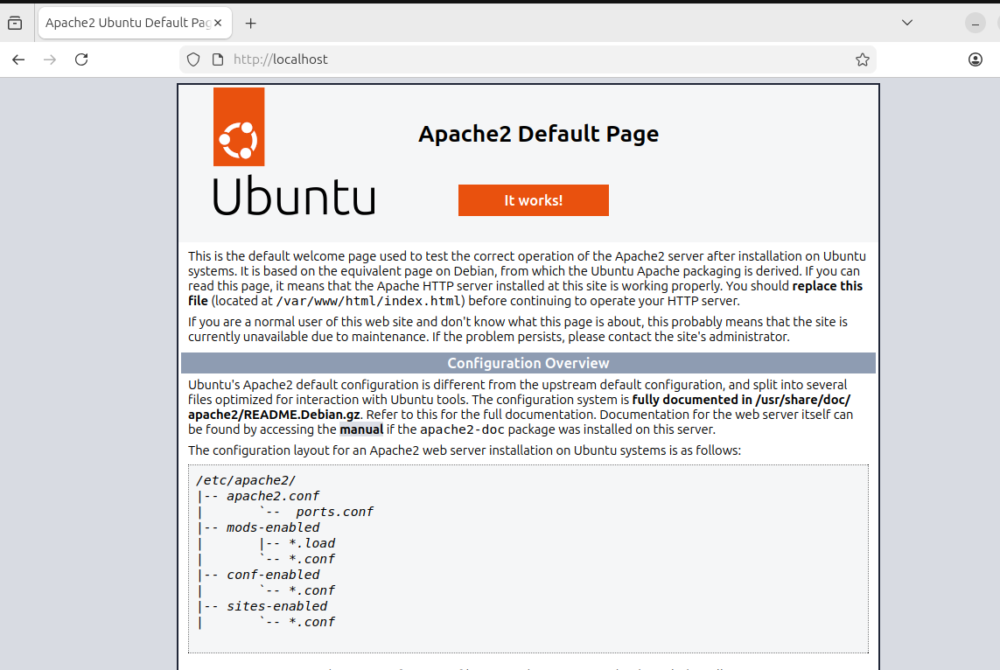 Apache2 Ubuntu Default Pag
http://localhost
Apache2 Default Page
Ubuntu
It works!
This is the default welcome page used to test the correct operation of the Apache2 server after installation on Ubuntu
systems. It is based on the equivalent page on Debian, from which the Ubuntu Apache packaging is derived. If you can
read this page, it means that the Apache HTTP server installed at this site is working properly. You should replace this
file (located at /var/www/html/index.html) before continuing to operate your HTTP server.
If you are a normal user of this web site and don't know what this page is about, this probably means that the site is
currently unavailable due to maintenance. If the problem persists, please contact the site's administrator.
Configuration Overview
Ubuntu's Apache2 default configuration is different from the upstream default configuration, and split into several
files optimized for interaction with Ubuntu tools. The configuration system is fully documented in /usr/share/doc/
apache2/README.Debian.gz. Refer to this for the full documentation. Documentation for the web server itself can
be found by accessing the manual if the apache2-doc package was installed on this server.
The configuration layout for an Apache2 web server installation on Ubuntu systems is as follows:
/etc/apache2/
|-- apache2.conf
|       `--  ports.conf
|-- mods-enabled
|       |-- *.load
|       `-- *.conf
|-- conf-enabled
|       `-- *.conf
|-- sites-enabled
|       `-- *.conf